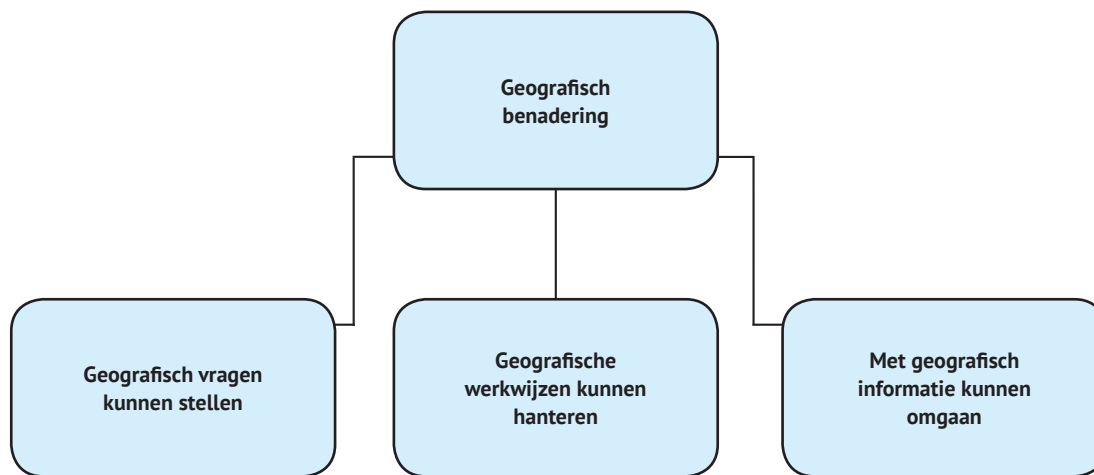 Geografisch
benadering
Geografisch vragen
kunnen stellen
Geografische
werkwijzen kunnen
hanteren
Met geografisch
informatie kunnen
omgaan